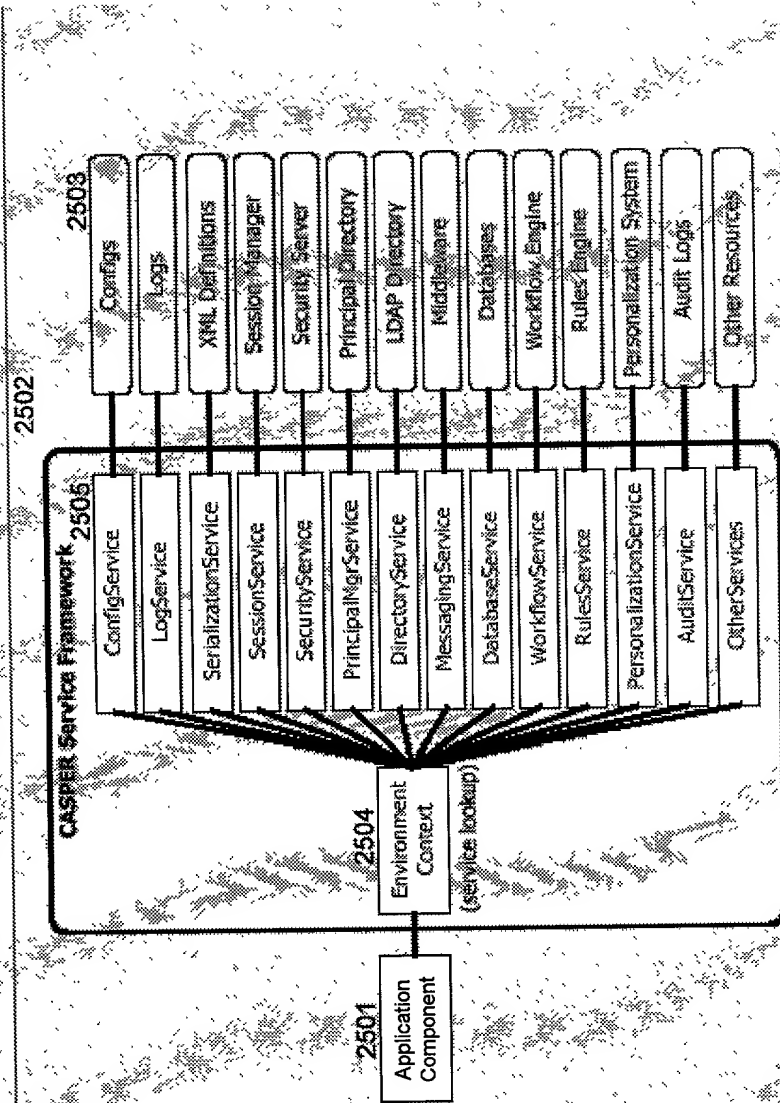 2502
2503
CASPER Service Framework
2505
ConfigService
Configs
LogService
Logs
SerializationService
XML Definitions
SessionService
Session Manager
SecurityService
Security Server
PrincipalMgrService
Principal Directory
DirectoryService
LDAP Directory
MessagingService
Middleware
DatabaseService
Databases
WorkflowService
Workflow Engine
RulesService
Rules Engine
PersonalizationService
Personalization System
AuditService
Audit Logs
OtherServices
Other Resources
2504
Environment
Context
(service lookup)
2501
Application
Component